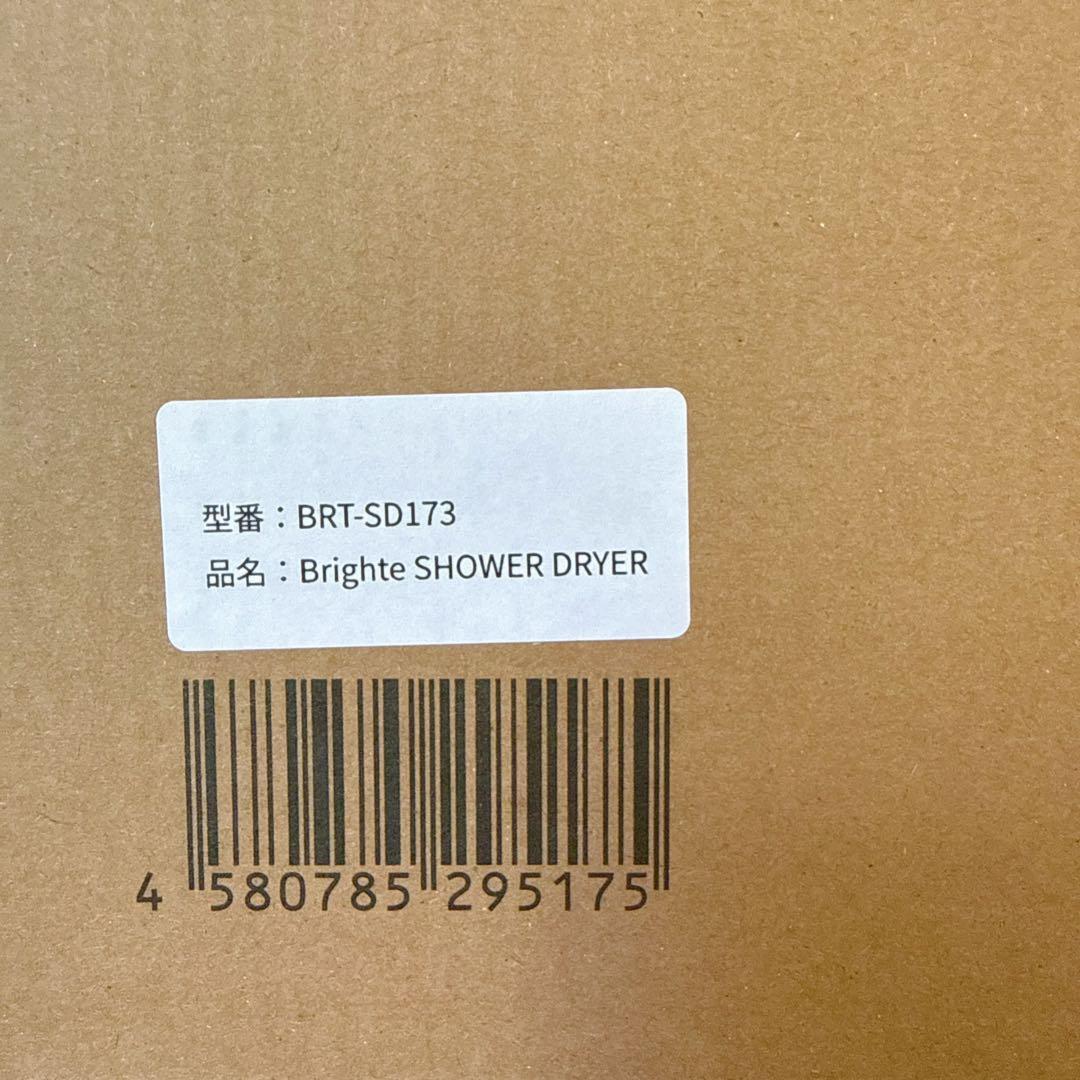 型番：BRT-SD173
品名：Brighte SHOWER DRYER
4 580785 295175